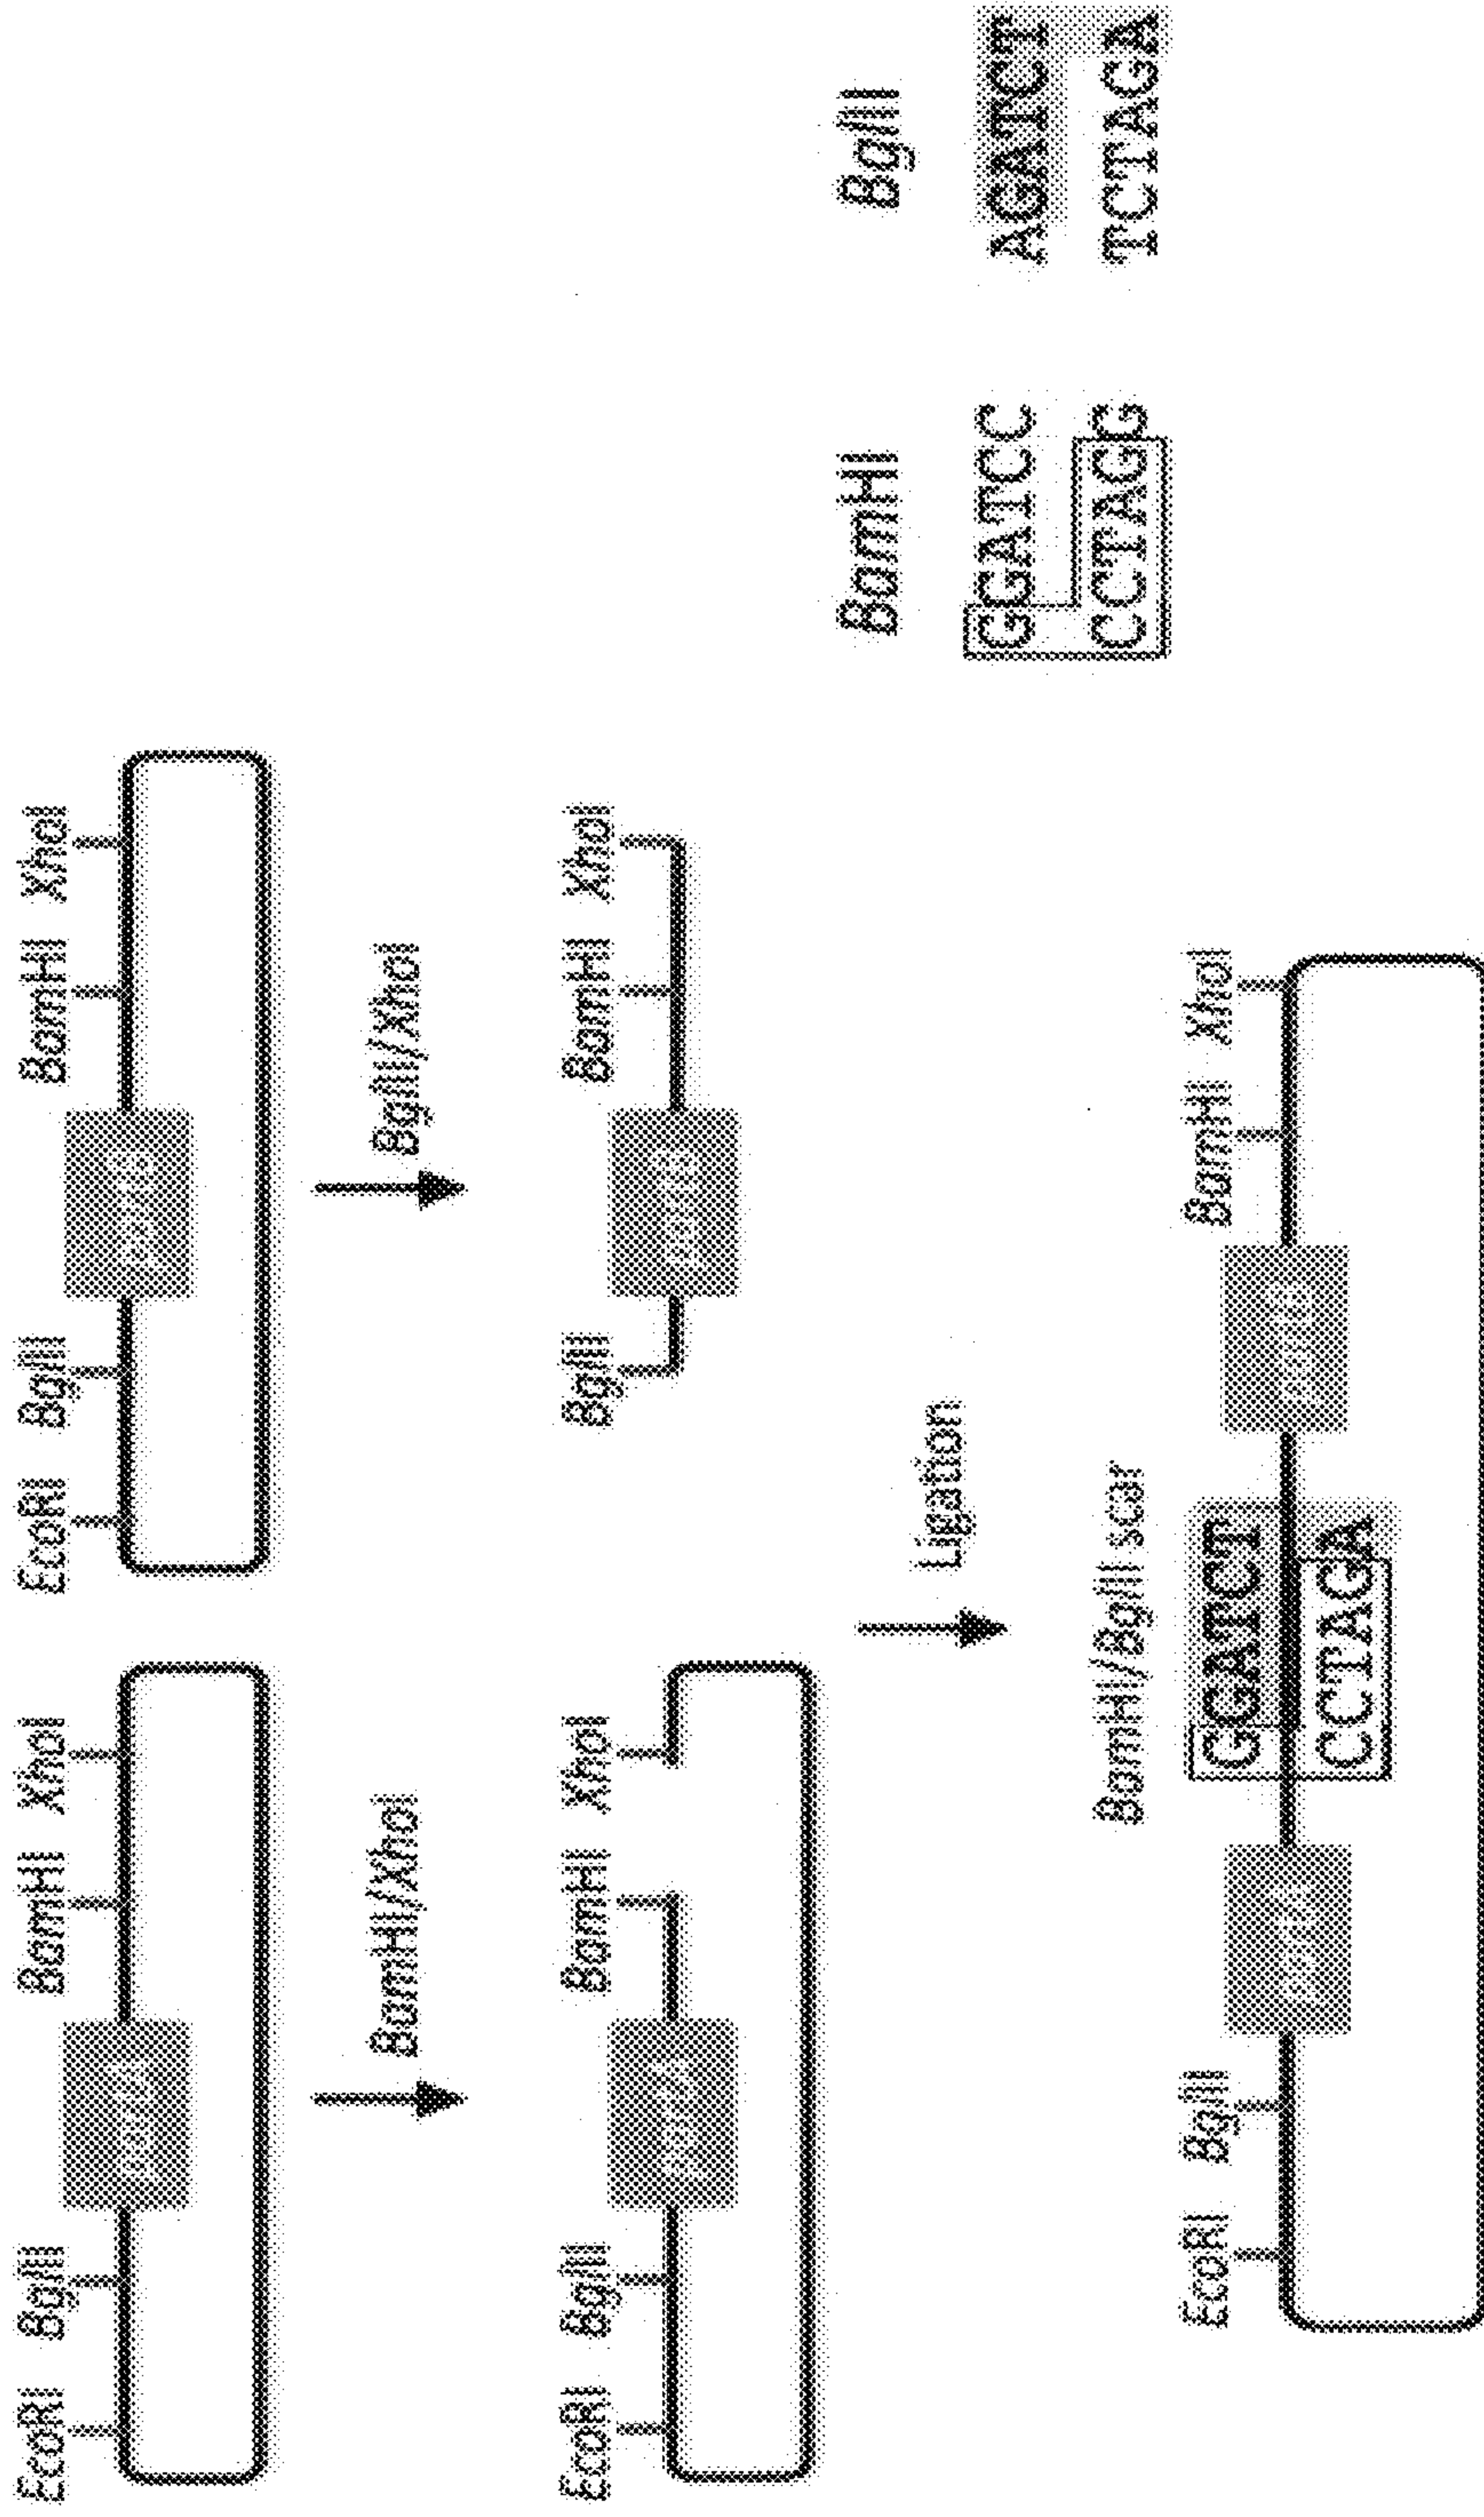 EcoRI BglII BamHI XhoI
EcoRI BglII BamHI XhoI
BamHI/XhoI
BglII/XhoI
EcoRI BglII BamHI XhoI
BglII BamHI XhoI
Ligation
BamHI BglII
GGATCC AGATCT
CCTAGG TCTAGA
BamHI/BglII scar
EcoRI BglII
GGATCT
CCTAGA
BamHI XhoI